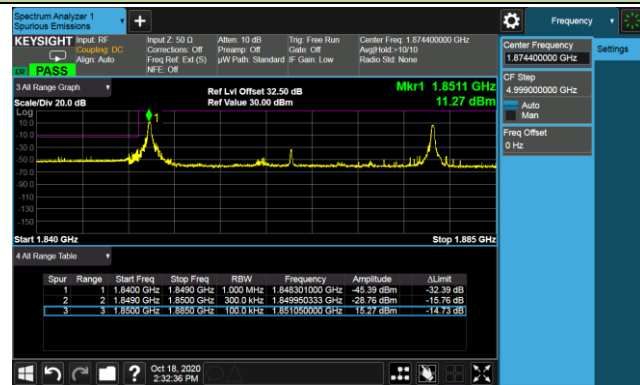 Spectrum Analyzer 1
Spurious Emissions
Frequency
KEYSIGHT
Input: RF
Coupling: DC
Align: Auto
Input Z: 50 Ω
Corrections: Off
Freq Ref: Ext (S)
NFE: Off
Atten: 10 dB
Preamp: Off
µW Path: Standard
Trig: Free Run
Gate: Off
IF Gain: Low
Center Freq: 1.874400000 GHz
Avg|Hold:>10/10
Radio Std: None
PASS
Center Frequency
1.874400000 GHz
Settings
CF Step
4.999000000 GHz
Auto
Man
Freq Offset
0 Hz
3 All Range Graph
Scale/Div 20.0 dB
Ref Lvl Offset 32.50 dB
Ref Value 30.00 dBm
Mkr1 1.8511 GHz
11.27 dBm
Log
10.0
-10.0
-30.0
-50.0
-70.0
-90.0
-110
-130
-150
1
Start 1.840 GHz
Stop 1.885 GHz
4 All Range Table
Spur Range Start Freq Stop Freq RBW Frequency Amplitude ΔLimit
1 1 1.8400 GHz 1.8490 GHz 1.000 MHz 1.848301000 GHz -45.39 dBm -32.39 dB
2 2 1.8490 GHz 1.8500 GHz 300.0 kHz 1.849950333 GHz -28.76 dBm -15.76 dB
3 3 1.8500 GHz 1.8850 GHz 100.0 kHz 1.851050000 GHz 15.27 dBm -14.73 dB
?
Oct 18, 2020
2:32:36 PM